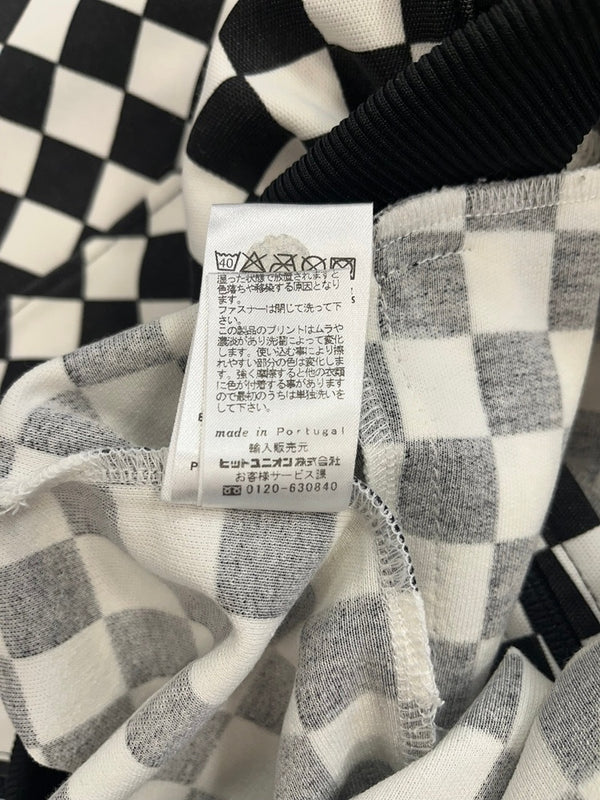 40
湿った状態で放置されますと
色落ちや移染する原因となり
ます。
ファスナーは閉じて洗って下
さい。
この製品のプリントはムラや
濃淡があり洗濯によって変化
します。使い込む事により擦
れやすい部分の色は変化しま
す。強く摩擦すると他の衣類
に色が付着する事があります
ので最初のうちは単独洗いを
して下さい。
made in Portugal
輸入販売元
ヒットユニオン株式会社
お客様サービス課
0120-630840